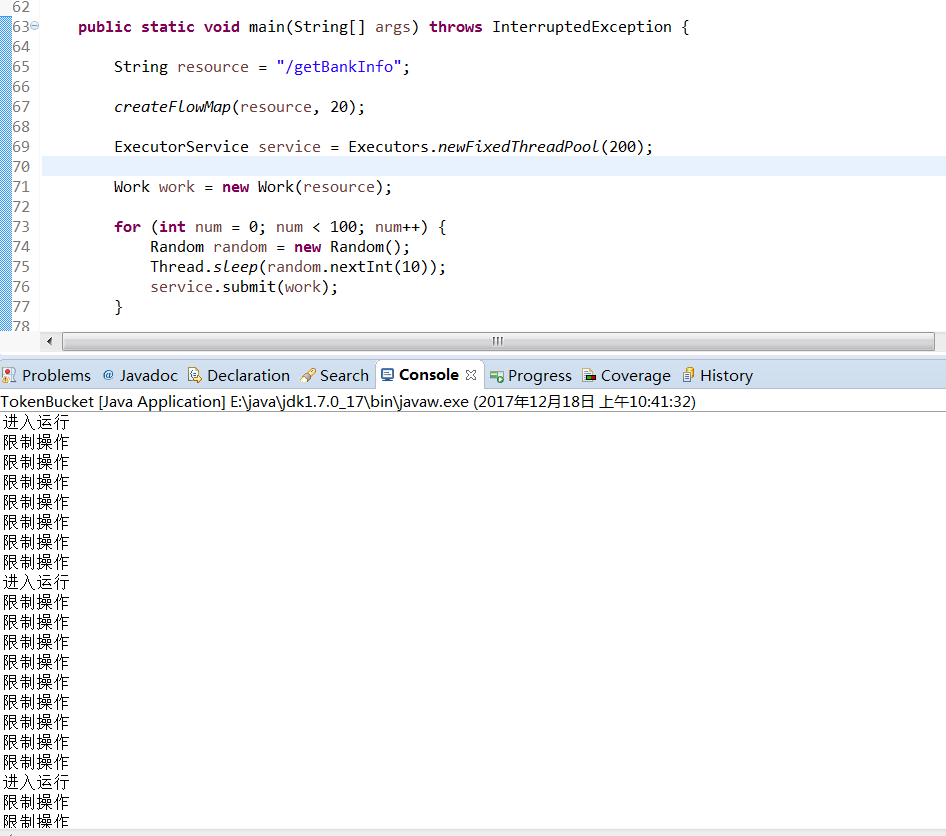 62
63 public static void main(String[] args) throws InterruptedException {
64
65 String resource = "/getBankInfo";
66
67 createFlowMap(resource, 20);
68
69 ExecutorService service = Executors.newFixedThreadPool(200);
70
71 Work work = new Work(resource);
72
73 for (int num = 0; num < 100; num++) {
74 Random random = new Random();
75 Thread.sleep(random.nextInt(10));
76 service.submit(work);
77 }
78
Problems @ Javadoc Declaration Search Console Progress Coverage History
TokenBucket [Java Application] E:\java\jdk1.7.0_17\bin\javaw.exe (2017年12月18日 上午10:41:32)
进入运行
限制操作
限制操作
限制操作
限制操作
限制操作
限制操作
限制操作
进入运行
限制操作
限制操作
限制操作
限制操作
限制操作
限制操作
限制操作
限制操作
限制操作
进入运行
限制操作
限制操作